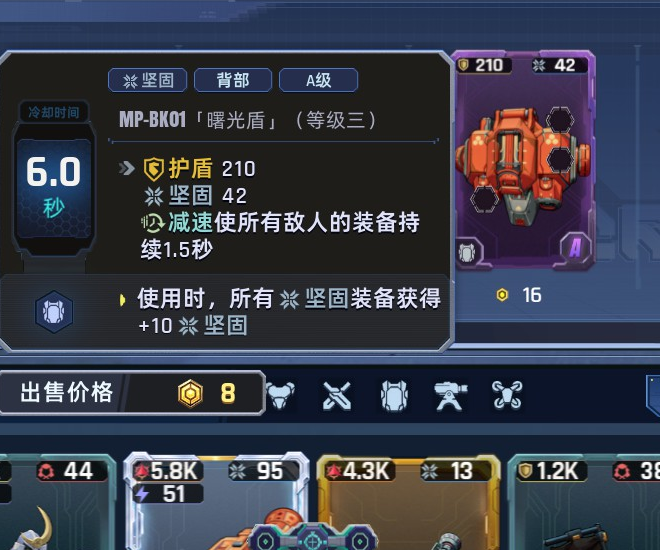 坚固 背部 A级
210 42
冷却时间
MP-BK01「曙光盾」（等级三）
6.0
秒
护盾 210
坚固 42
减速使所有敌人的装备持
续1.5秒
A
使用时，所有 坚固装备获得
+10 坚固
16
出售价格 8
44 5.8K 95 4.3K 13 1.2K 38
51